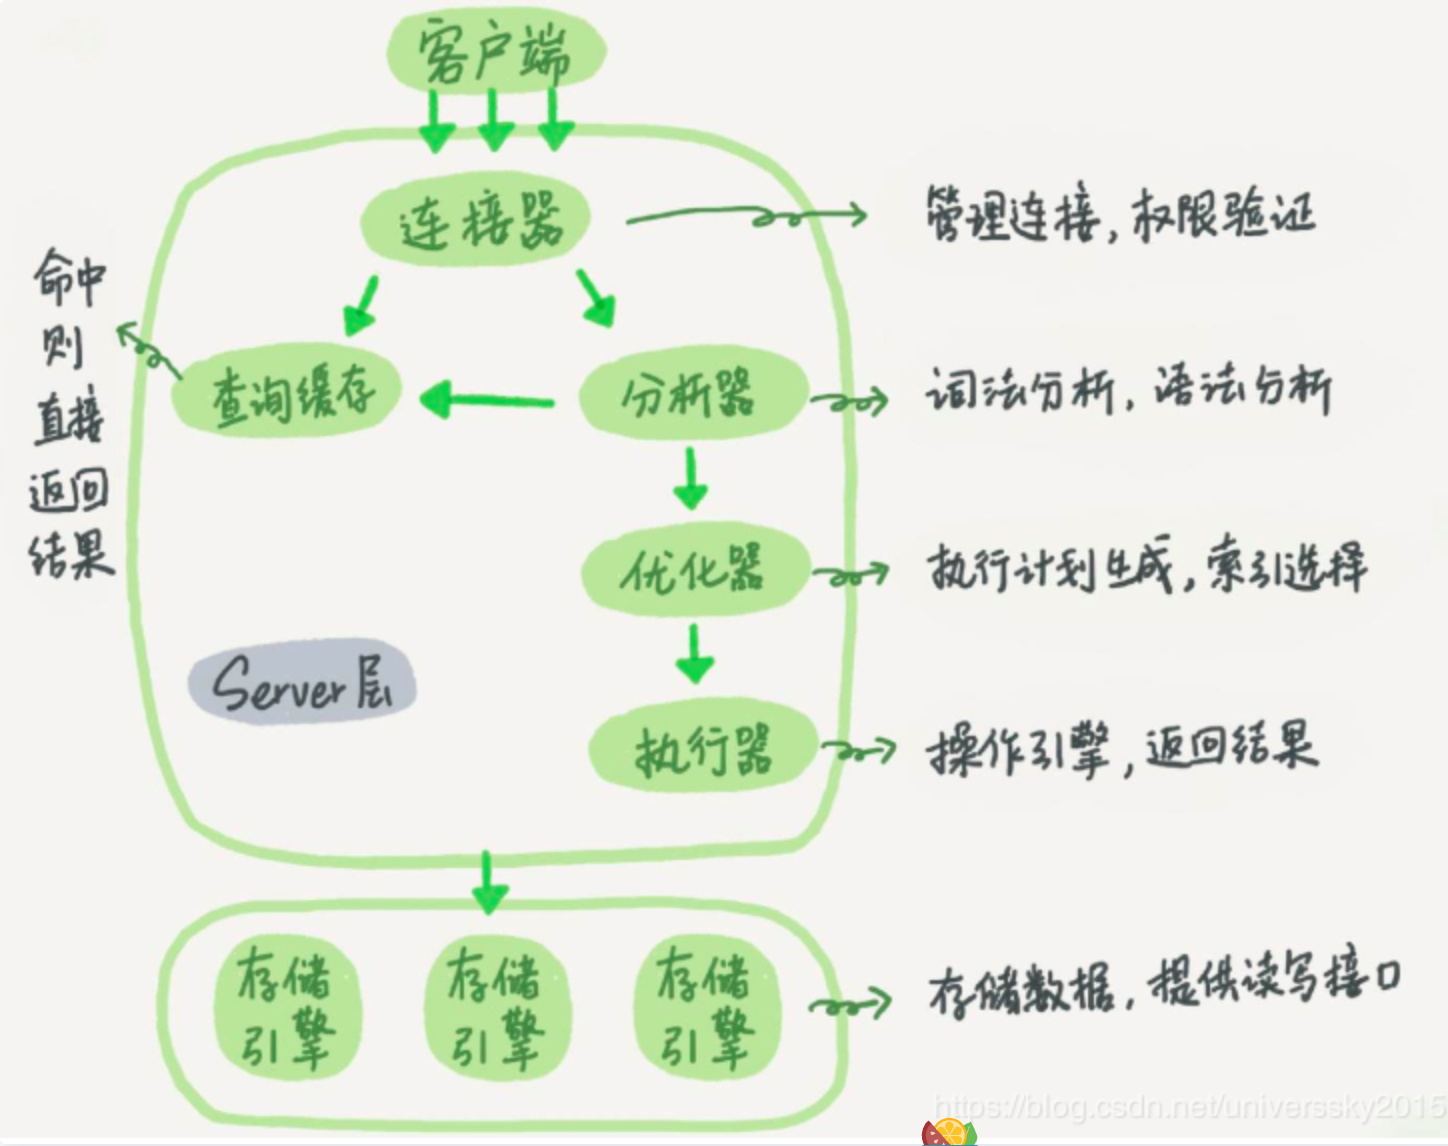 客户端
连接器
管理连接, 权限验证
命中
则
直接
返回
结果
查询缓存
分析器
词法分析, 语法分析
优化器
执行计划生成, 索引选择
Server层
执行器
操作引擎, 返回结果
存储
引擎
存储
引擎
存储
引擎
存储数据, 提供读写接口
https://blog.csdn.net/universsky2015